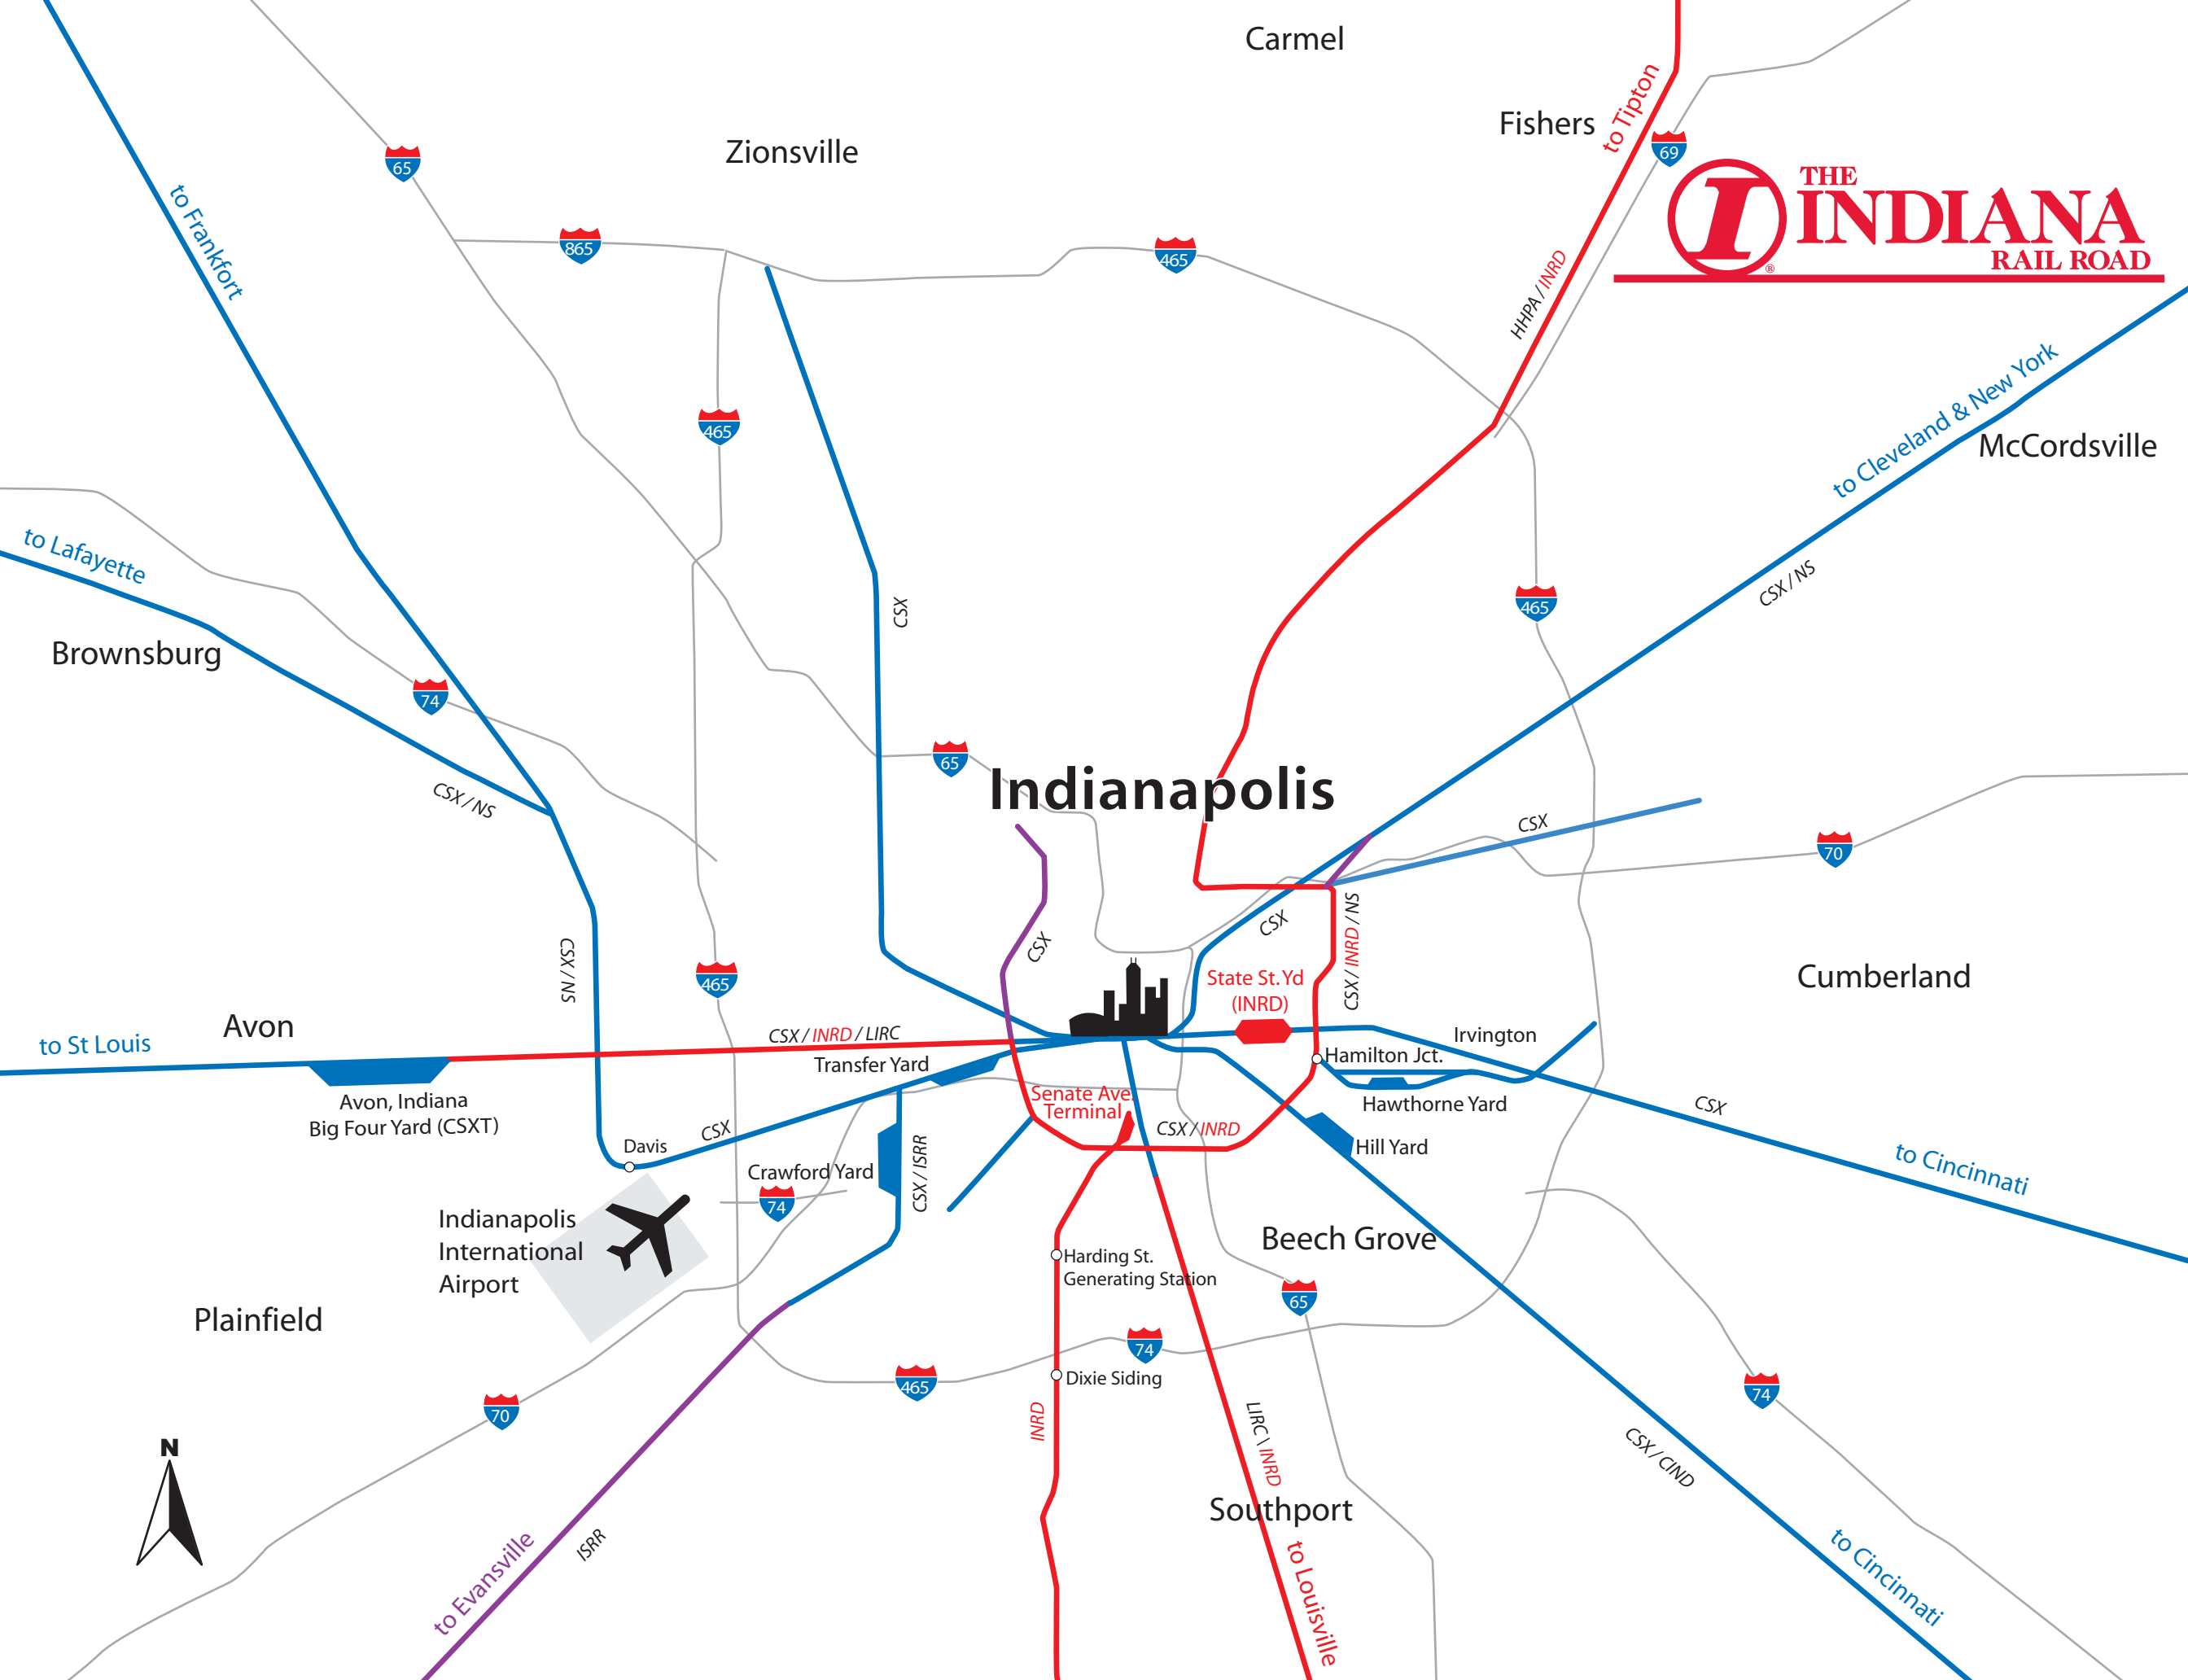 Carmel
Fishers
to Tipton
69
65
Zionsville
THE
INDIANA
RAIL ROAD
®
to Frankfort
865
465
HHPA / INRD
to Cleveland & New York
McCordsville
465
to Lafayette
CSX
465
CSX / NS
Brownsburg
74
65
Indianapolis
CSX / NS
CSX
70
CSX
CSX
CSX / NS
CSX / INRD / NS
465
State St. Yd
(INRD)
Cumberland
Avon
to St Louis
CSX / INRD / LIRC
Transfer Yard
Irvington
Hamilton Jct.
Avon, Indiana
Big Four Yard (CSXT)
Senate Ave.
Terminal
Hawthorne Yard
CSX
CSX
CSX / INRD
Davis
Hill Yard
Crawford Yard
CSX / ISRR
to Cincinnati
74
Indianapolis
International
Airport
Beech Grove
Harding St.
Generating Station
65
Plainfield
74
Dixie Siding
465
74
70
INRD
LIRC \ INRD
CSX / CIND
N
Southport
to Evansville
ISRR
to Louisville
to Cincinnati